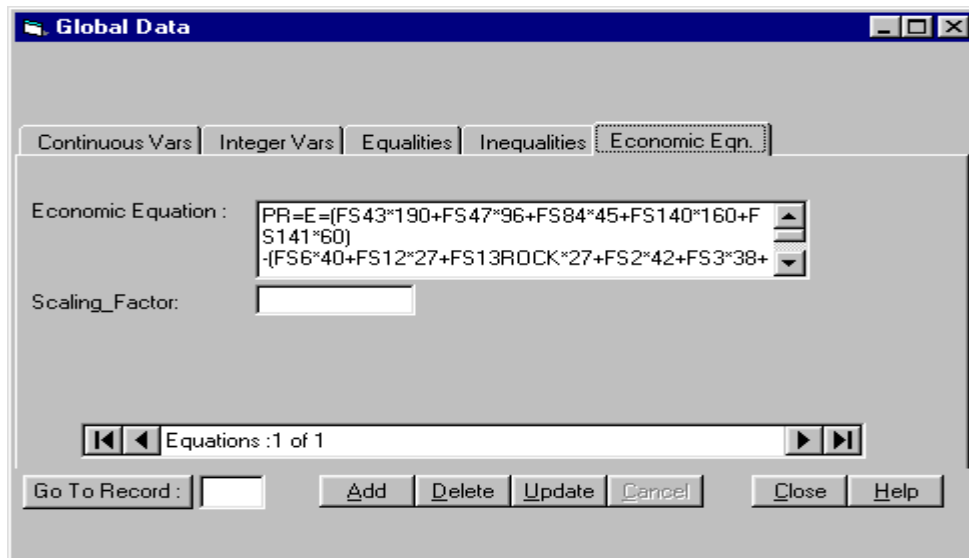 Global Data
Continuous Vars Integer Vars Equalities Inequalities Economic Eqn.
Economic Equation :
PR=E=(FS43*190+FS47*96+FS84*45+FS140*160+F
S141*60)
-(FS6*40+FS12*27+FS13ROCK*27+FS2*42+FS3*38+
Scaling_Factor:
Equations :1 of 1
Go To Record : Add Delete Update Cancel Close Help